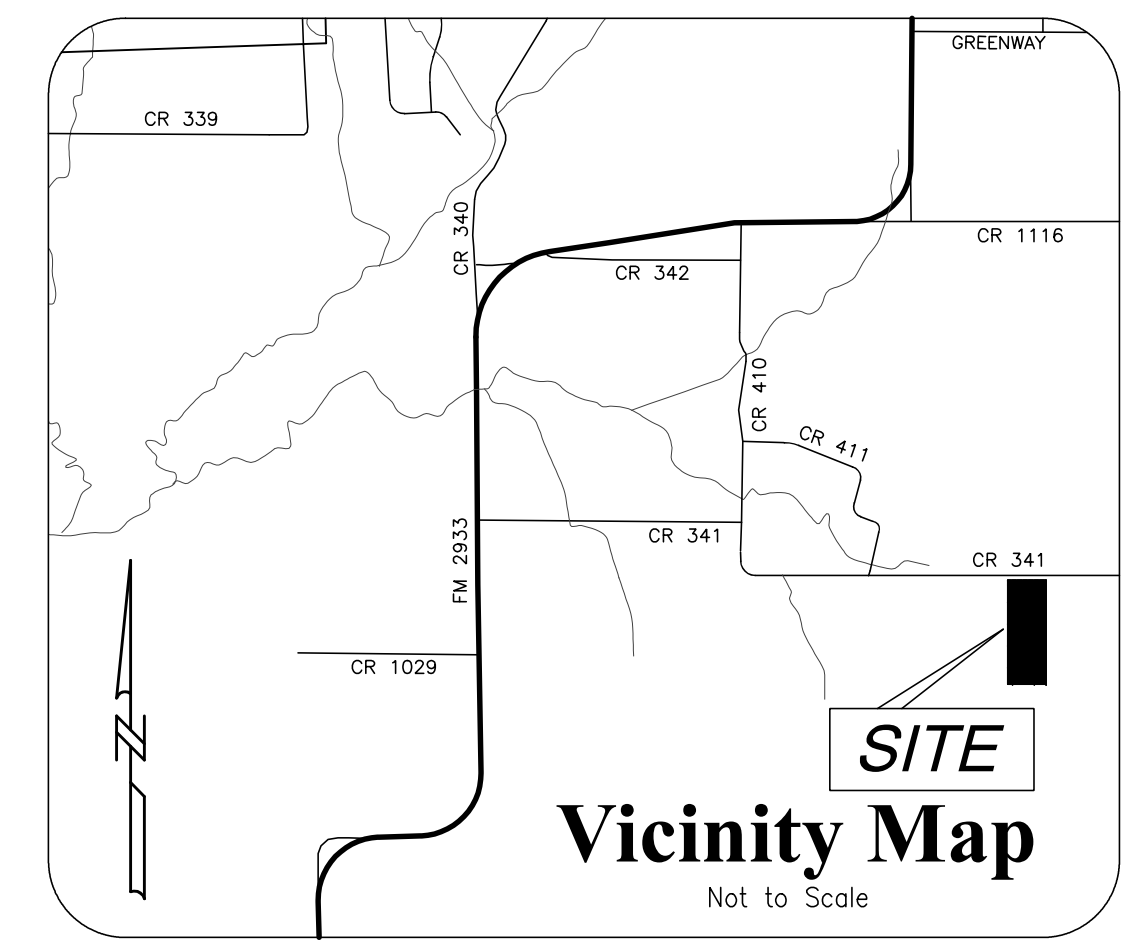 GREENWAY
CR 339
CR 340
CR 1116
CR 342
CR 410
CR 411
FM 2933
CR 341
CR 341
CR 1029
N
SITE
Vicinity Map
Not to Scale